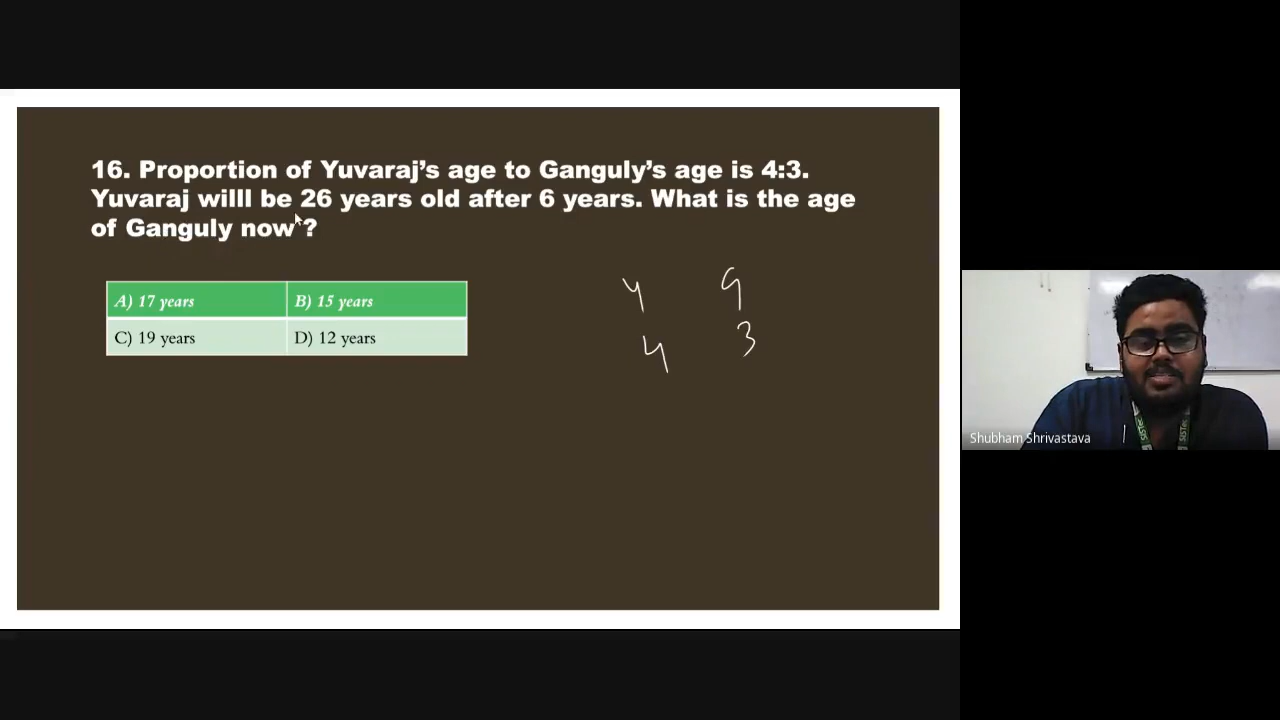 16. Proportion of Yuvaraj’s age to Ganguly’s age is 4:3.
Yuvaraj willl be 26 years old after 6 years. What is the age
of Ganguly now ?
A) 17 years B) 15 years
C) 19 years D) 12 years
Y G
4 3
Shubham Shrivastava
SISTec